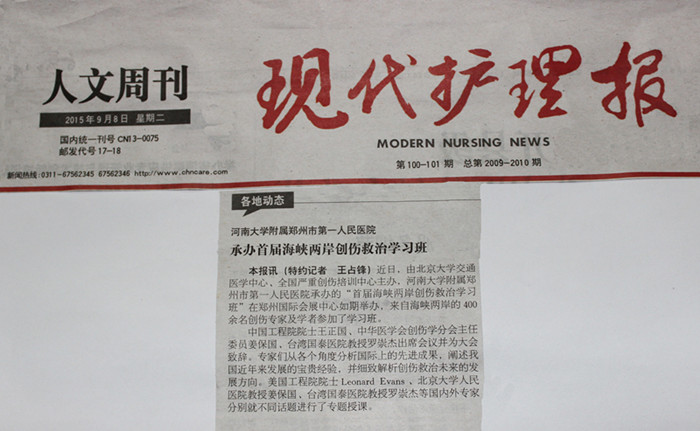 人文周刊
2015年9月8日 星期二
国内统一刊号CN13-0075
邮发代号17-18
新闻热线:0311-67562345 67562346 http://www.chncare.com
现代护理报
MODERN NURSING NEWS
第100-101期 总第2009-2010期
各地动态
河南大学附属郑州市第一人民医院
承办首届海峡两岸创伤救治学习班
本报讯(特约记者 王占锋)近日,由北京大学交通
医学中心、全国严重创伤培训中心主办,河南大学附属郑
州市第一人民医院承办的“首届海峡两岸创伤救治学习
班”在郑州国际会展中心如期举办,来自海峡两岸的400
余名创伤专家及学者参加了学习班。
中国工程院院士王正国、中华医学会创伤学分会主任
委员姜保国、台湾国泰医院教授罗崇杰出席会议并为大会
致辞。专家们从各个角度分析国际上的先进成果,阐述我
国近年来发展的宝贵经验,并细致解析创伤救治未来的发
展方向。美国工程院院士Leonard Evans、北京大学人民
医院教授姜保国、台湾国泰医院教授罗崇杰等国内外专家
分别就不同话题进行了专题授课。